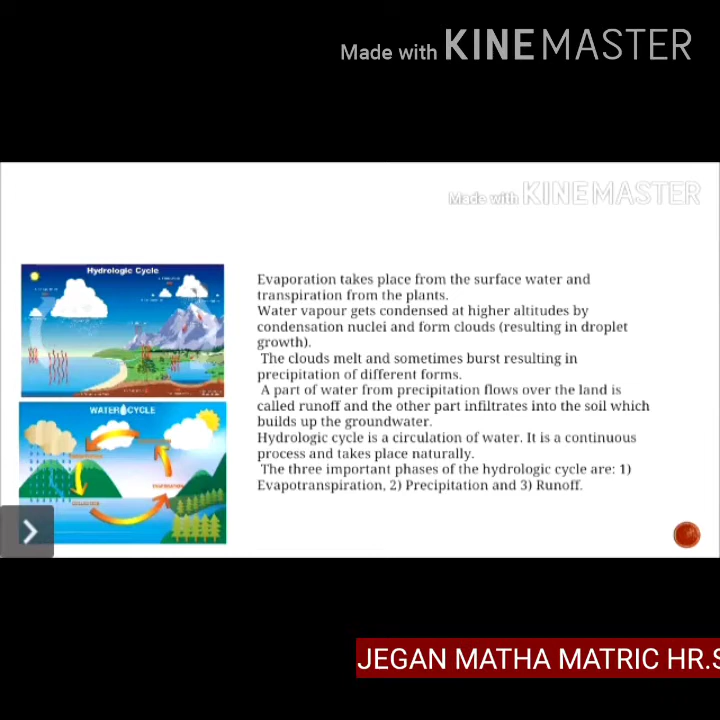 Made with KINEMASTER
Made with KINEMASTER
Hydrologic Cycle
Evaporation takes place from the surface water and
transpiration from the plants.
Water vapour gets condensed at higher altitudes by
condensation nuclei and form clouds (resulting in droplet
growth).
The clouds melt and sometimes burst resulting in
precipitation of different forms.
A part of water from precipitation flows over the land is
called runoff and the other part infiltrates into the soil which
builds up the groundwater.
Hydrologic cycle is a circulation of water. It is a continuous
process and takes place naturally.
The three important phases of the hydrologic cycle are: 1)
Evapotranspiration, 2) Precipitation and 3) Runoff.
WATER CYCLE
JEGAN MATHA MATRIC HR.S